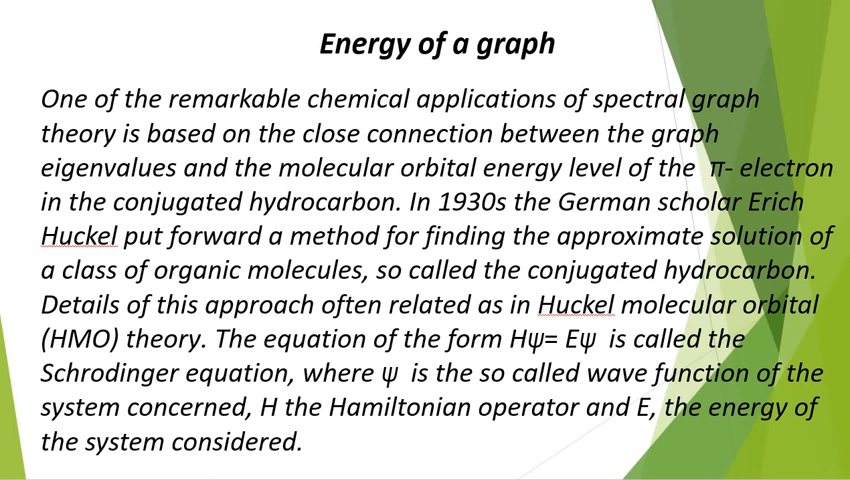 Energy of a graph
One of the remarkable chemical applications of spectral graph
theory is based on the close connection between the graph
eigenvalues and the molecular orbital energy level of the π- electron
in the conjugated hydrocarbon. In 1930s the German scholar Erich
Huckel put forward a method for finding the approximate solution of
a class of organic molecules, so called the conjugated hydrocarbon.
Details of this approach often related as in Huckel molecular orbital
(HMO) theory. The equation of the form Hψ= Eψ is called the
Schrodinger equation, where ψ is the so called wave function of the
system concerned, H the Hamiltonian operator and E, the energy of
the system considered.